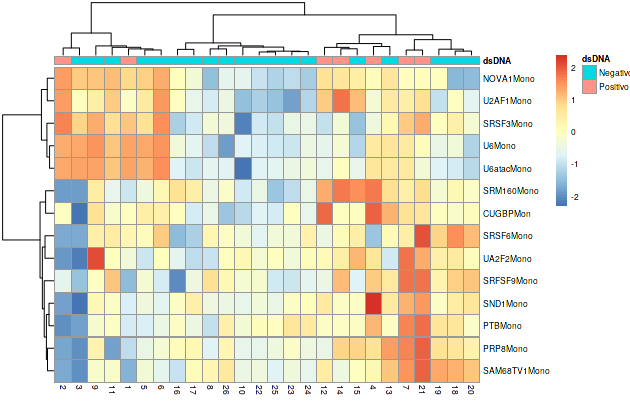 dsDNA
NOVA1Mono
U2AF1Mono
SRSF3Mono
U6Mono
U6atacMono
SRM160Mono
CUGBPMon
SRSF6Mono
UA2F2Mono
SRFSF9Mono
SND1Mono
PTBMono
PRP8Mono
SAM68TV1Mono
2 3 9 11 1 5 6 16 17 8 26 10 22 25 23 24 12 14 15 4 13 7 21 19 18 20
2
1
0
-1
-2
dsDNA
Negativo
Positivo